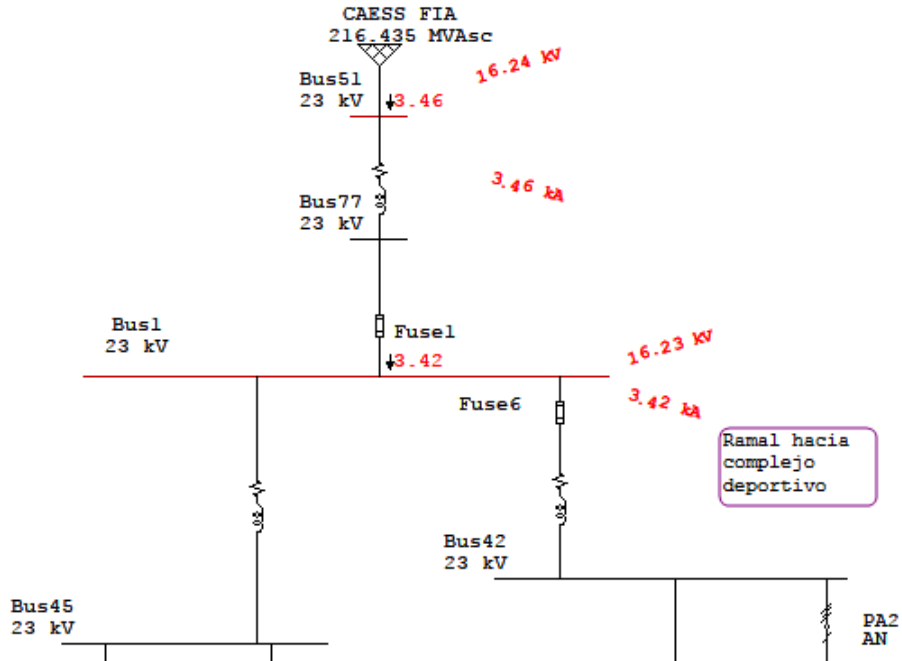 CAESS FIA
216.435 MVAsc
16.24 kV
Bus51
23 kV
3.46
3.46 kA
Bus77
23 kV
Bus1
23 kV
Fuse1
3.42
16.23 kV
Fuse6
3.42 kA
Ramal hacia
complejo
deportivo
Bus42
23 kV
Bus45
23 kV
PA2
AN